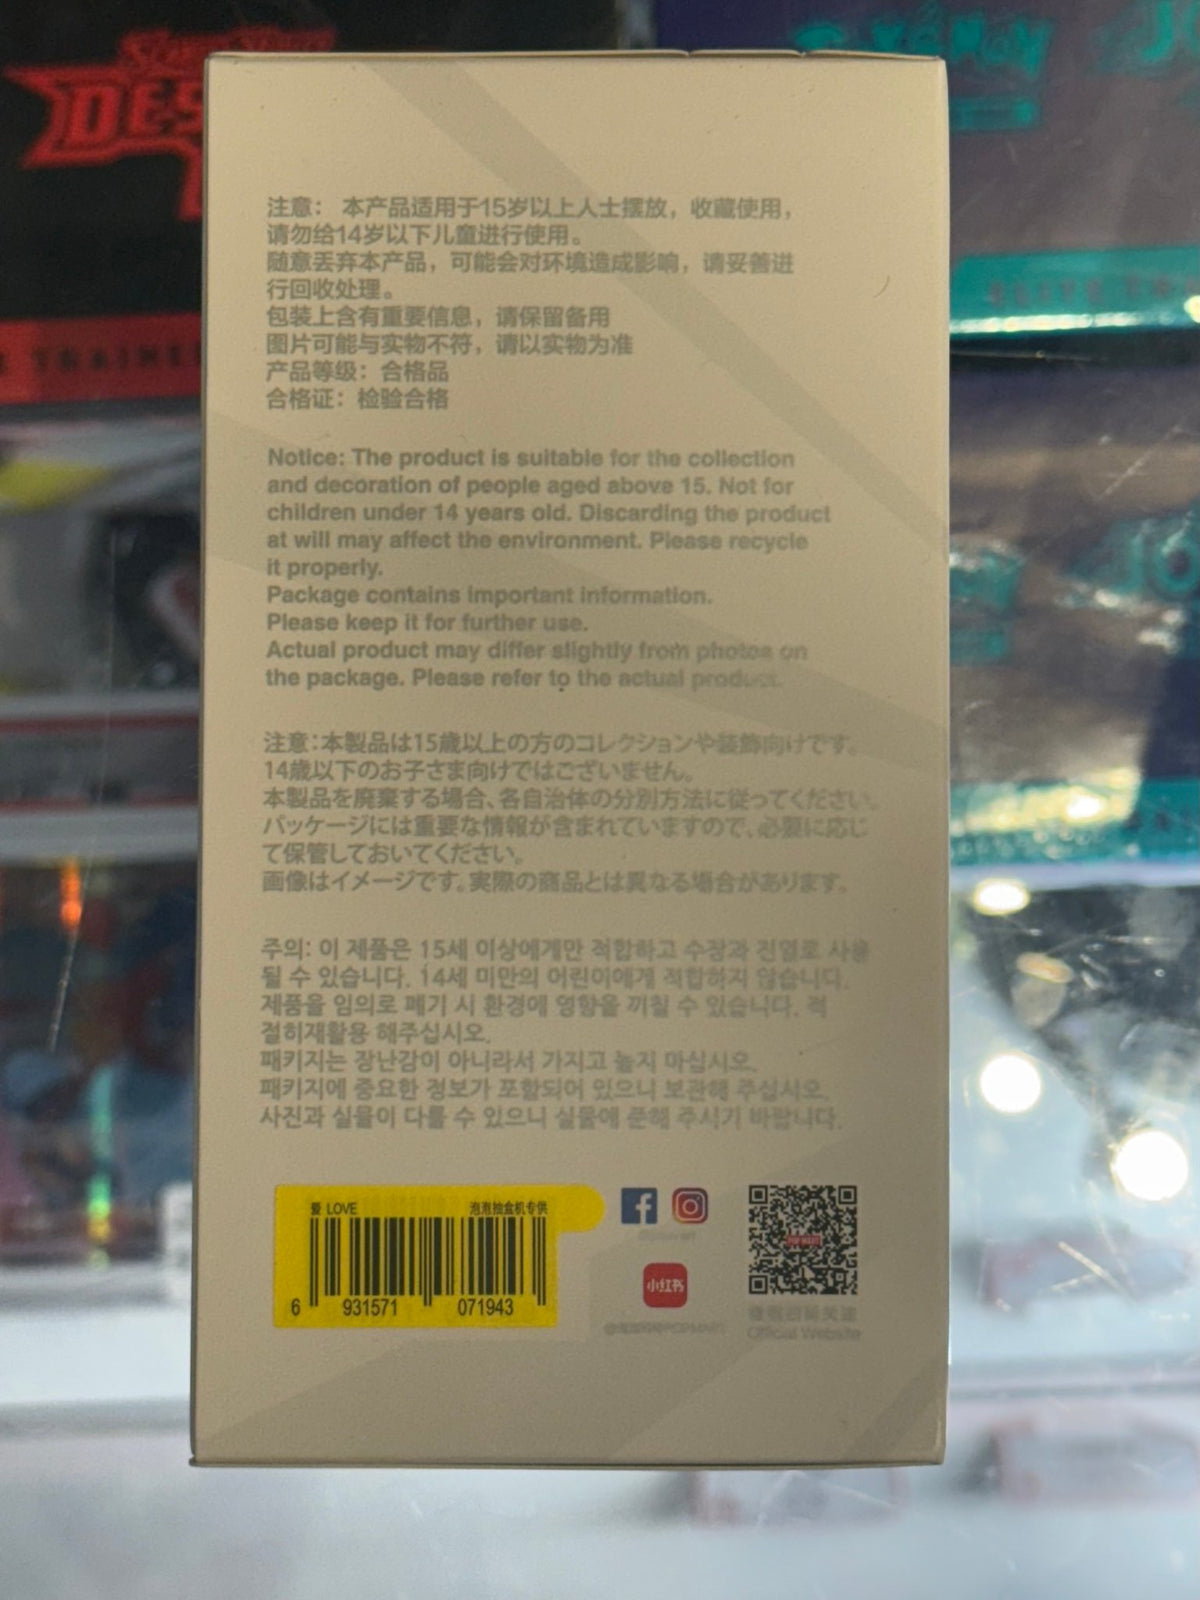 DES
TRAINE
注意： 本产品适用于15岁以上人士摆放，收藏使用，
请勿给14岁以下儿童进行使用。
随意丢弃本产品，可能会对环境造成影响，请妥善进
行回收处理。
包装上含有重要信息，请保留备用
图片可能与实物不符，请以实物为准
产品等级：合格品
合格证：检验合格
Notice: The product is suitable for the collection
and decoration of people aged above 15. Not for
children under 14 years old. Discarding the product
at will may affect the environment. Please recycle
it properly.
Package contains important information.
Please keep it for further use.
Actual product may differ slightly from photos on
the package. Please refer to the actual product.
注意：本製品は15歳以上の方のコレクションや装飾向けです。
14歳以下のお子さま向けではございません。
本製品を廃棄する場合、各自治体の分別方法に従ってください。
パッケージには重要な情報が含まれていますので、必要に応じ
て保管しておいてください。
画像はイメージです。実際の商品とは異なる場合があります。
주의: 이 제품은 15세 이상에게만 적합하고 수장과 진열로 사용
될 수 있습니다. 14세 미만의 어린이에게 적합하지 않습니다.
제품을 임의로 폐기 시 환경에 영향을 끼칠 수 있습니다. 적
절히재활용 해주십시오.
패키지는 장난감이 아니라서 가지고 놀지 마십시오.
패키지에 중요한 정보가 포함되어 있으니 보관해 주십시오.
사진과 실물이 다를 수 있으니 실물에 준해 주시기 바랍니다.
爱 LOVE 泡泡抽盒机专供
6 931571 071943
小红书
POP MART
Official Website